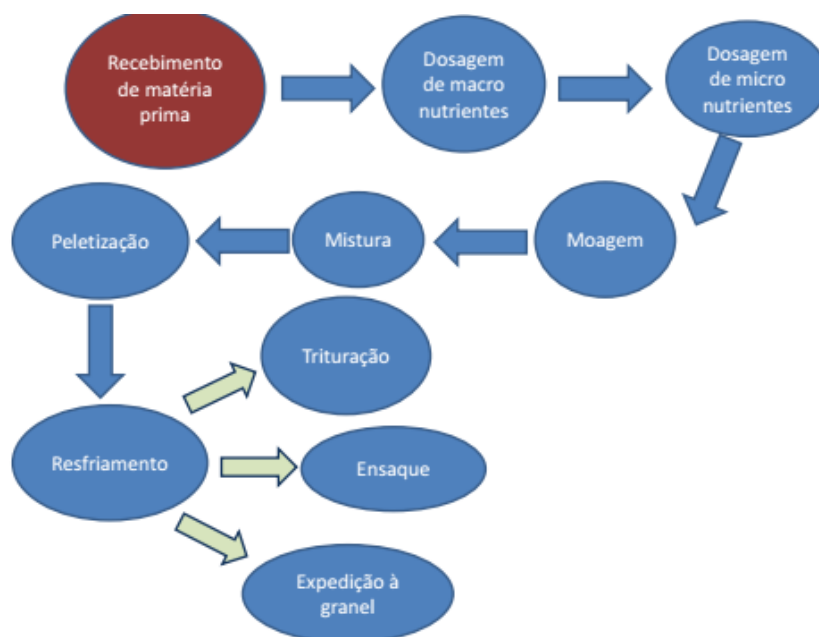 Recebimento
de matéria
prima
Dosagem
de macro
nutrientes
Dosagem
de micro
nutrientes
Moagem
Mistura
Peletização
Trituração
Resfriamento
Ensaque
Expedição à
granel